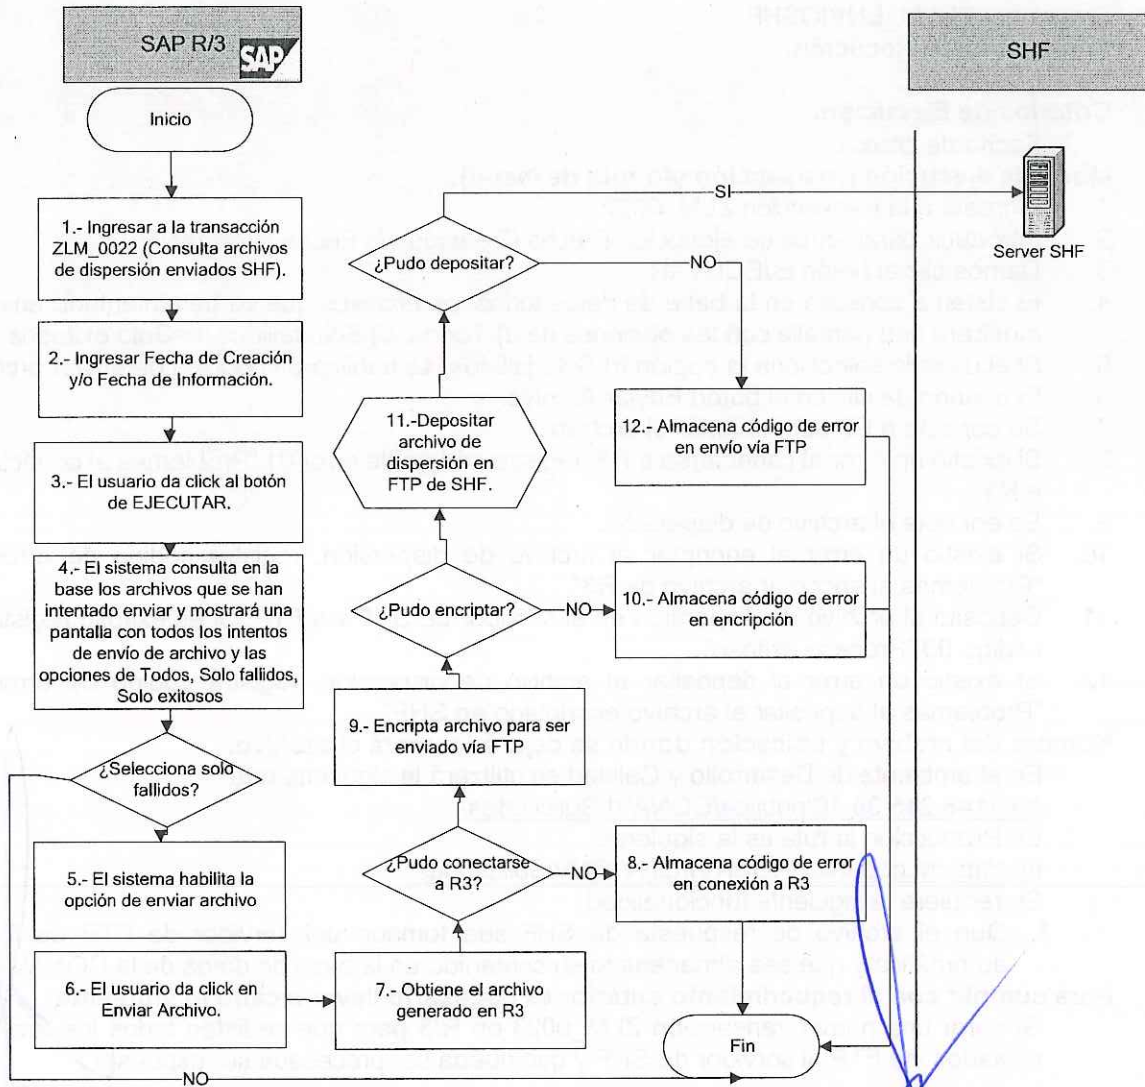 SAP R/3
SAP
SHF
Inicio
1.- Ingresar a la transacción
ZLM_0022 (Consulta archivos
de dispersión enviados SHF).
2.- Ingresar Fecha de Creación
y/o Fecha de Información.
3.- El usuario da click al botón
de EJECUTAR.
4.- El sistema consulta en la
base los archivos que se han
intentado enviar y mostrará una
pantalla con todos los intentos
de envío de archivo y las
opciones de Todos, Solo fallidos,
Solo exitosos
¿Selecciona solo
fallidos?
5.- El sistema habilita la
opción de enviar archivo
6.- El usuario da click en
Enviar Archivo.
NO
7.- Obtiene el archivo
generado en R3
¿Pudo conectarse
a R3?
NO
8.- Almacena código de error
en conexión a R3
9.- Encripta archivo para ser
enviado vía FTP
¿Pudo encriptar?
NO
10.- Almacena código de error
en encripción
11.-Depositar
archivo de
dispersión en
FTP de SHF.
¿Pudo depositar?
SI
NO
12.- Almacena código de error
en envío vía FTP
Server SHF
Fin